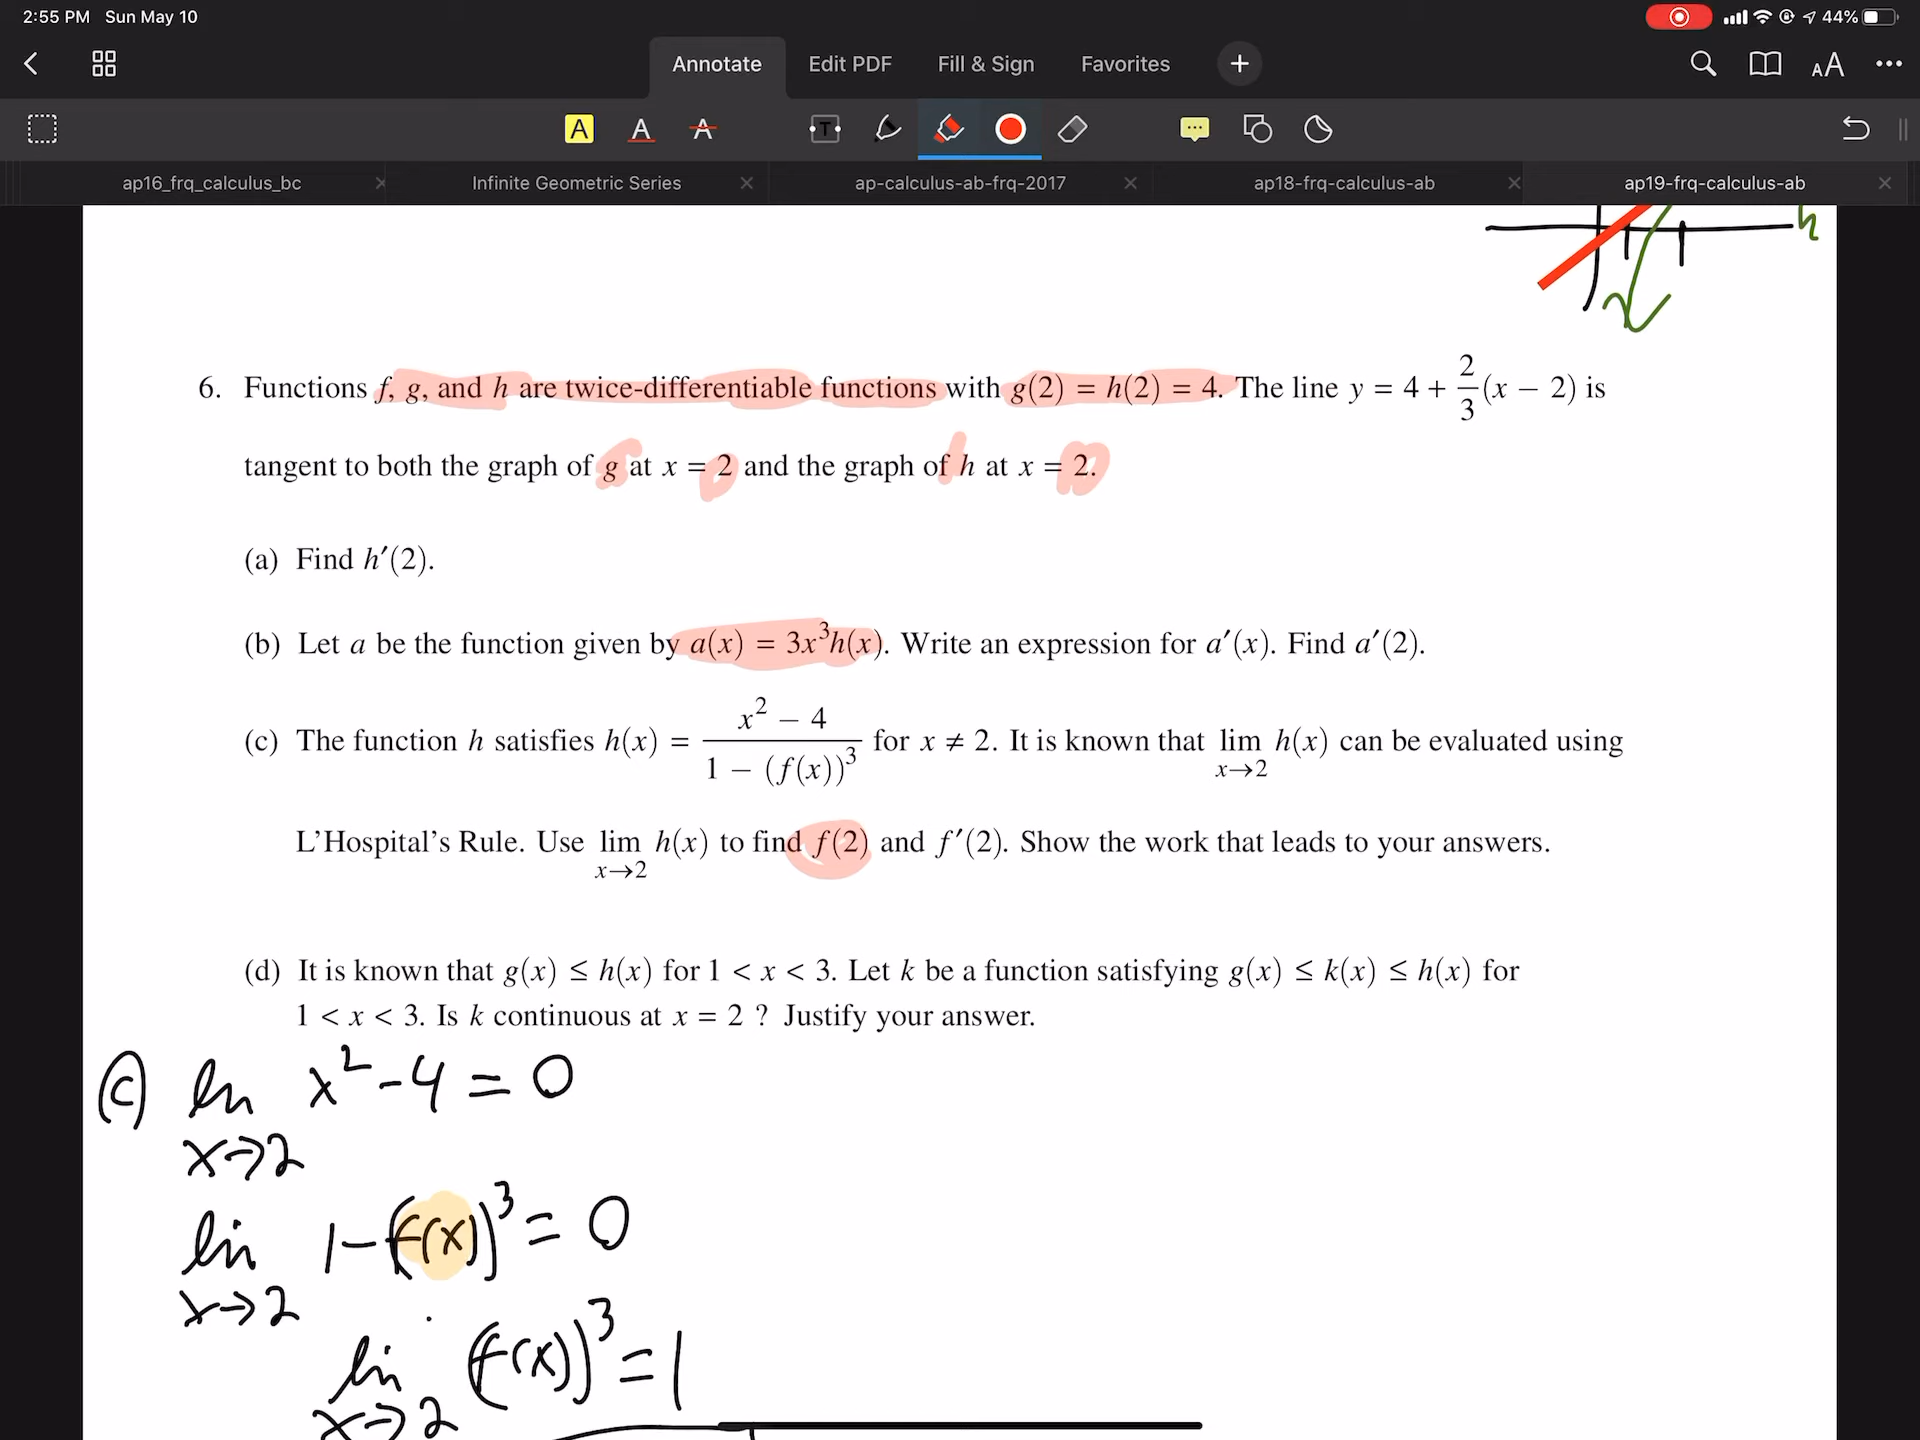 2:55 PM Sun May 10
44%
Annotate Edit PDF Fill & Sign Favorites +
AA
A A A T
ap16_frq_calculus_bc × Infinite Geometric Series × ap-calculus-ab-frq-2017 × ap18-frq-calculus-ab × ap19-frq-calculus-ab ×
h
6. Functions f, g, and h are twice-differentiable functions with g(2) = h(2) = 4. The line y = 4 + 2/3(x − 2) is
tangent to both the graph of g at x = 2 and the graph of h at x = 2.
(a) Find h′(2).
(b) Let a be the function given by a(x) = 3x³h(x). Write an expression for a′(x). Find a′(2).
(c) The function h satisfies h(x) = (x² − 4)/(1 − (f(x))³) for x ≠ 2. It is known that lim x→2 h(x) can be evaluated using
L’Hospital’s Rule. Use lim x→2 h(x) to find f(2) and f′(2). Show the work that leads to your answers.
(d) It is known that g(x) ≤ h(x) for 1 < x < 3. Let k be a function satisfying g(x) ≤ k(x) ≤ h(x) for
1 < x < 3. Is k continuous at x = 2 ? Justify your answer.
(c) lim x² - 4 = 0
x→2
lim 1 - (f(x))³ = 0
x→2
lim (f(x))³ = 1
x→2